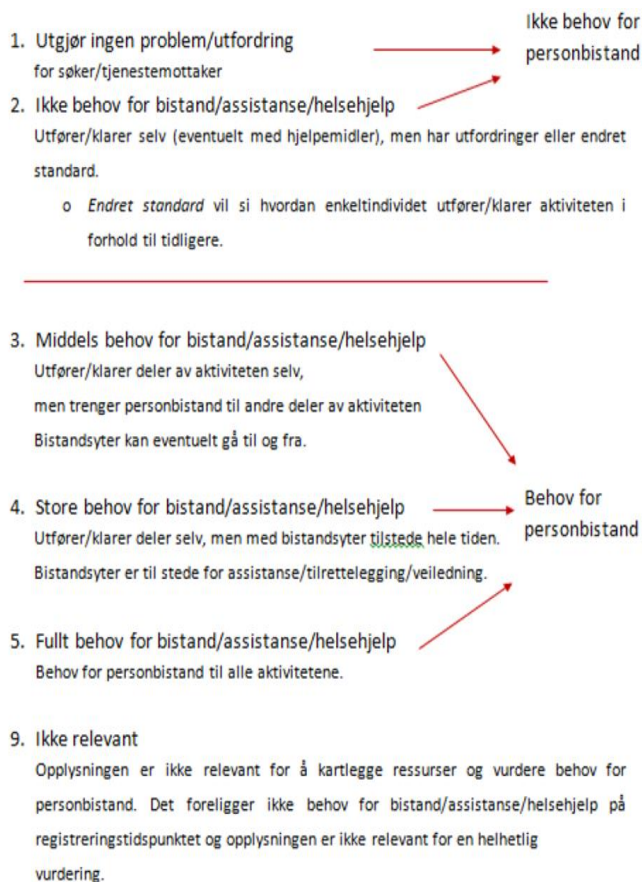 1. Utgjør ingen problem/utfordring
for søker/tjenestemottaker
Ikke behov for
personbistand
2. Ikke behov for bistand/assistanse/helsehjelp
Utfører/klarer selv (eventuelt med hjelpemidler), men har utfordringer eller endret
standard.
o Endret standard vil si hvordan enkeltindividet utfører/klarer aktiviteten i
forhold til tidligere.
3. Middels behov for bistand/assistanse/helsehjelp
Utfører/klarer deler av aktiviteten selv,
men trenger personbistand til andre deler av aktiviteten
Bistandsyter kan eventuelt gå til og fra.
4. Store behov for bistand/assistanse/helsehjelp
Utfører/klarer deler selv, men med bistandsyter tilstede hele tiden.
Bistandsyter er til stede for assistanse/tilrettelegging/veiledning.
Behov for
personbistand
5. Fullt behov for bistand/assistanse/helsehjelp
Behov for personbistand til alle aktivitetene.
9. Ikke relevant
Opplysningen er ikke relevant for å kartlegge ressurser og vurdere behov for
personbistand. Det foreligger ikke behov for bistand/assistanse/helsehjelp på
registreringstidspunktet og opplysningen er ikke relevant for en helhetlig
vurdering.